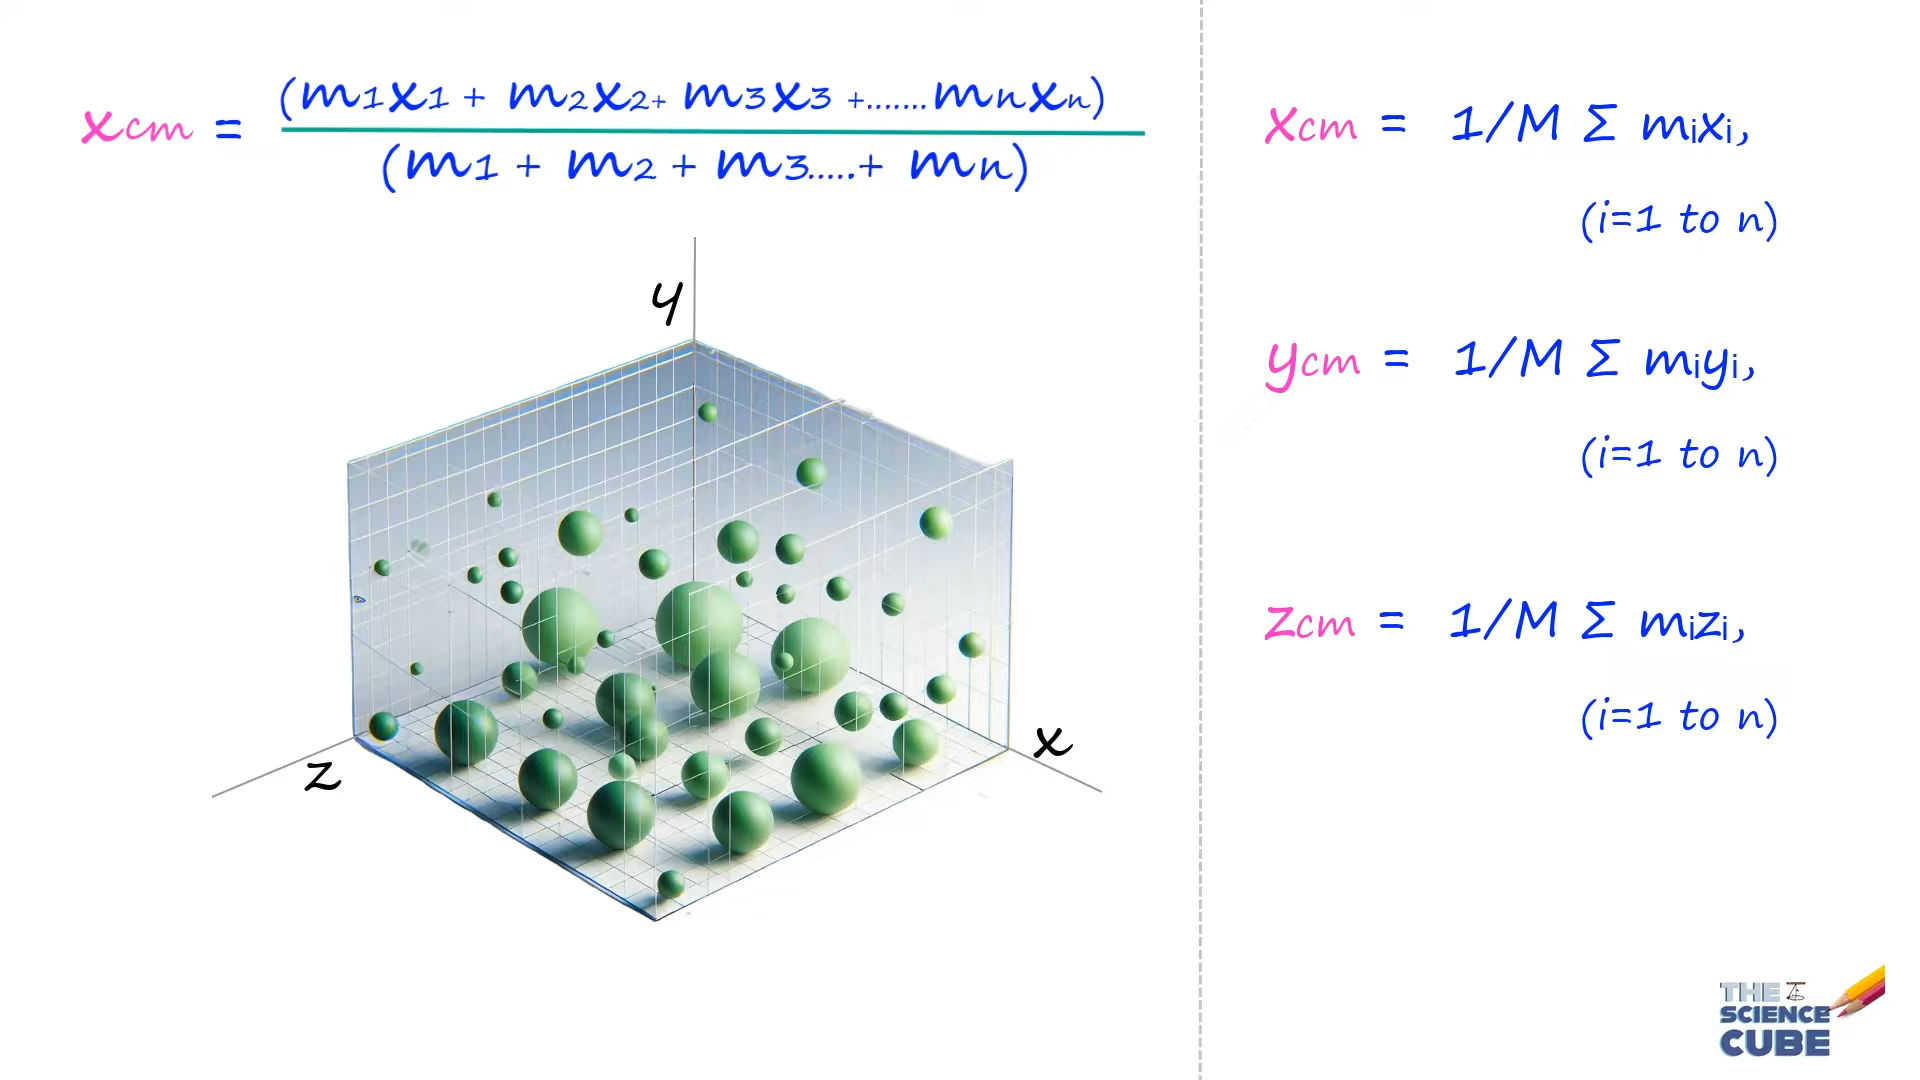 xcm = (m1x1 + m2x2+ m3x3 +.......mnxn)
(m1 + m2 + m3.....+ mn)
y
z
x
xcm = 1/M Σ mᵢxᵢ,
(i=1 to n)
ycm = 1/M Σ mᵢyᵢ,
(i=1 to n)
zcm = 1/M Σ mᵢzᵢ,
(i=1 to n)
THE
SCIENCE
CUBE